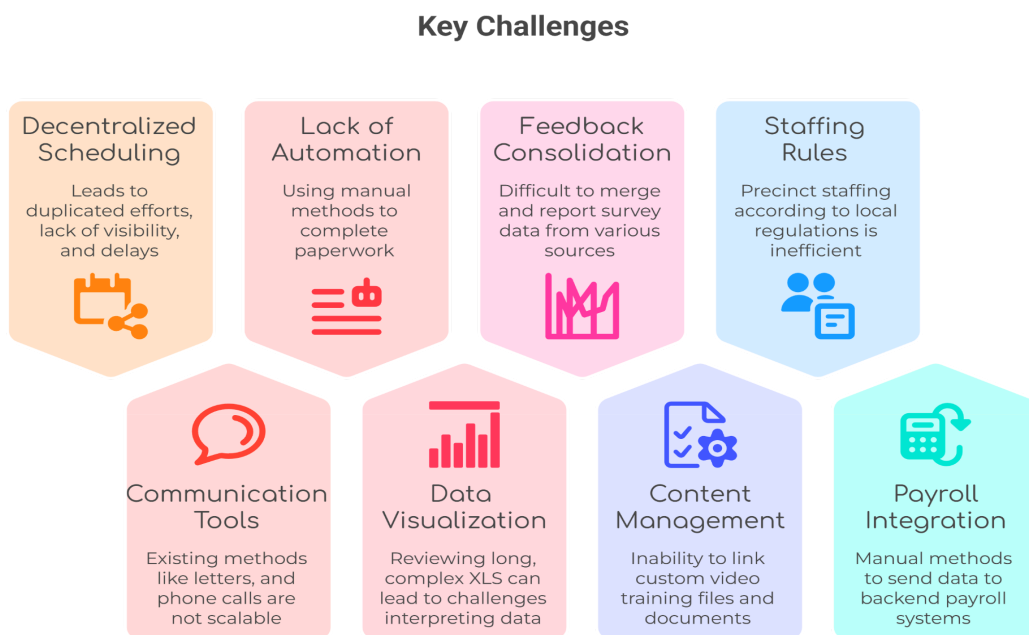 Key Challenges
Decentralized
Scheduling
Leads to
duplicated efforts,
lack of visibility,
and delays
Lack of
Automation
Using manual
methods to
complete
paperwork
Feedback
Consolidation
Difficult to merge
and report survey
data from various
sources
Staffing
Rules
Precinct staffing
according to local
regulations is
inefficient
Communication
Tools
Existing methods
like letters, and
phone calls are
not scalable
Data
Visualization
Reviewing long,
complex XLS can
lead to challenges
interpreting data
Content
Management
Inability to link
custom video
training files and
documents
Payroll
Integration
Manual methods
to send data to
backend payroll
systems